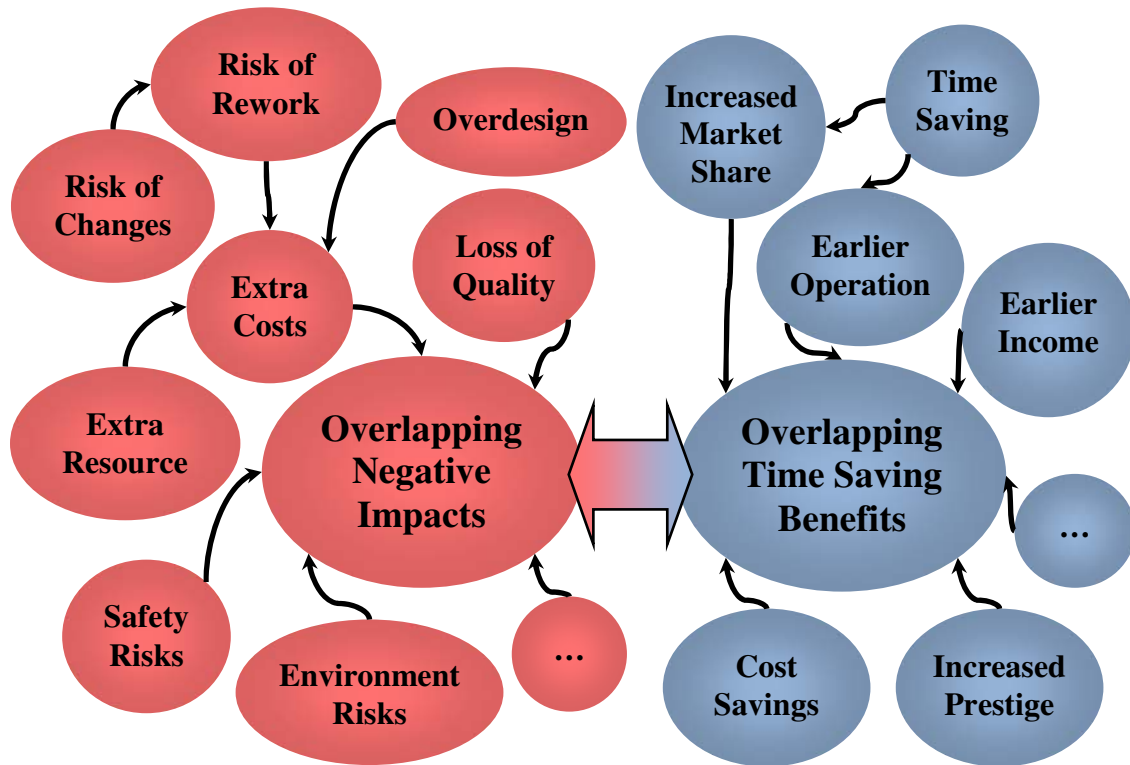 Risk of
Rework
Overdesign
Risk of
Changes
Loss of
Quality
Extra
Costs
Extra
Resource
Overlapping
Negative
Impacts
Safety
Risks
Environment
Risks
...
Increased
Market
Share
Time
Saving
Earlier
Operation
Earlier
Income
Overlapping
Time Saving
Benefits
...
Cost
Savings
Increased
Prestige